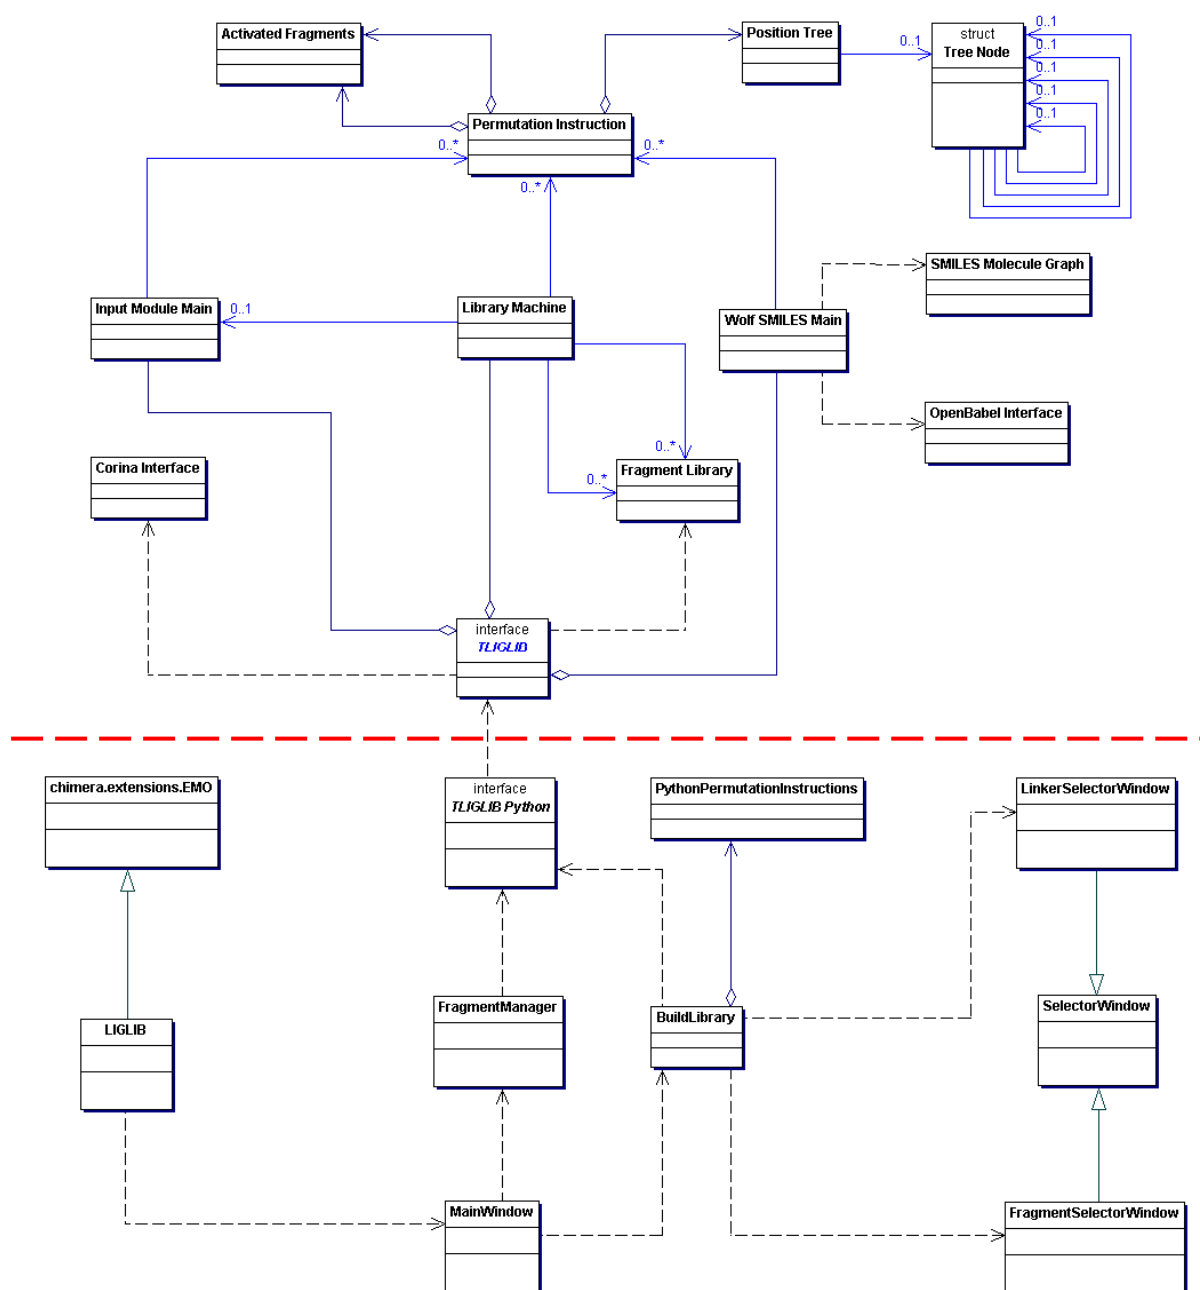 Activated Fragments
Position Tree
0..1
struct
Tree Node
0..1
0..1
0..1
0..1
0..1
Permutation Instruction
0..*
0..*
0..*
SMILES Molecule Graph
Input Module Main
0..1
Library Machine
Wolf SMILES Main
OpenBabel Interface
Corina Interface
0..*
0..*
Fragment Library
interface
TLIGLIB
chimera.extensions.EMO
interface
TLIGLIB Python
PythonPermutationInstructions
LinkerSelectorWindow
FragmentManager
BuildLibrary
SelectorWindow
LIGLIB
MainWindow
FragmentSelectorWindow